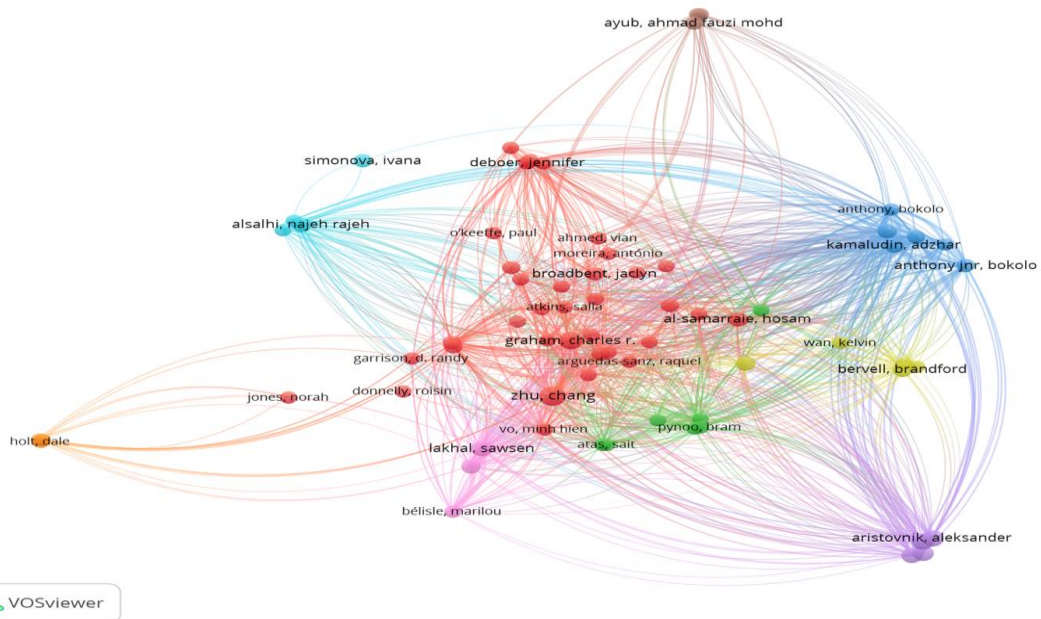 ayub, ahmad fauzi mohd
simonova, ivana
deboer, jennifer
alsalhi, najeh rajeh
anthony, bokolo
o'keeffe, paul
ahmed, vian
kamaludin, adzhar
moreira, antónio
anthony jnr, bokolo
broadbent, jaclyn
atkins, salla
al-samarraie, hosam
graham, charles r.
wan, kelvin
garrison, d. randy
arguedas-sanz, raquel
bervell, brandford
donnelly, roisin
jones, norah
zhu, chang
vo, minh hien
pynoo, bram
holt, dale
lakhal, sawsen
atas, sait
bélisle, marilou
aristovnik, aleksander
VOSviewer